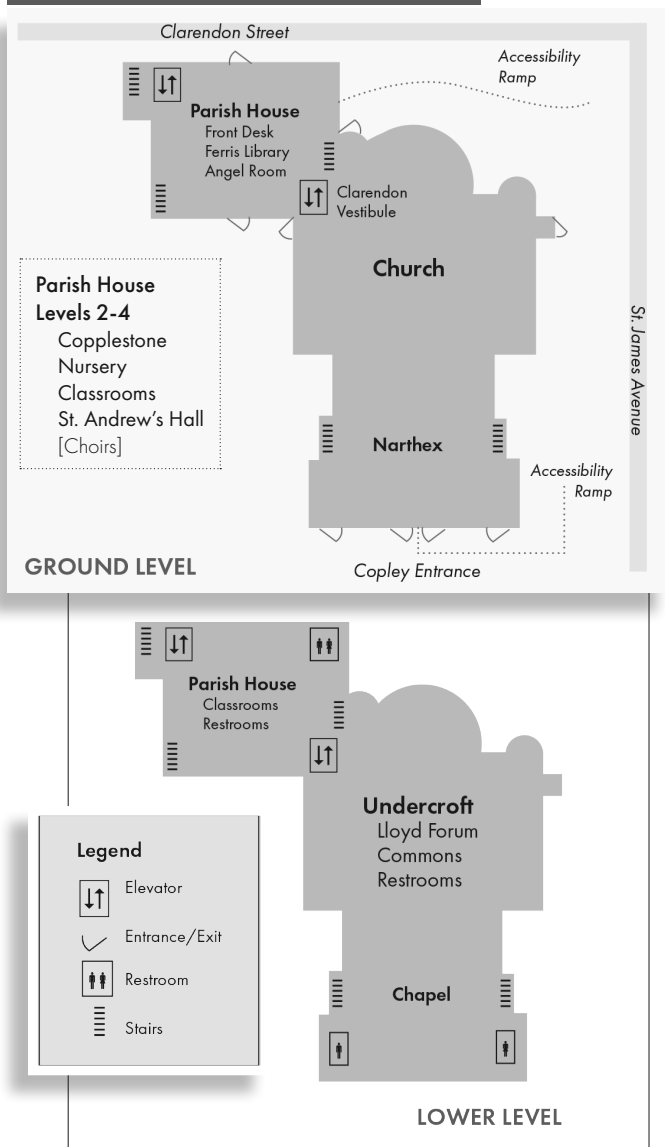 Clarendon Street
Accessibility
Ramp
Parish House
Front Desk
Ferris Library
Angel Room
Clarendon
Vestibule
Church
Parish House
Levels 2-4
Copplestone
Nursery
Classrooms
St. Andrew’s Hall
[Choirs]
St. James Avenue
Narthex
Accessibility
Ramp
GROUND LEVEL
Copley Entrance
Parish House
Classrooms
Restrooms
Undercroft
Lloyd Forum
Commons
Restrooms
Legend
Elevator
Entrance/Exit
Restroom
Stairs
Chapel
LOWER LEVEL